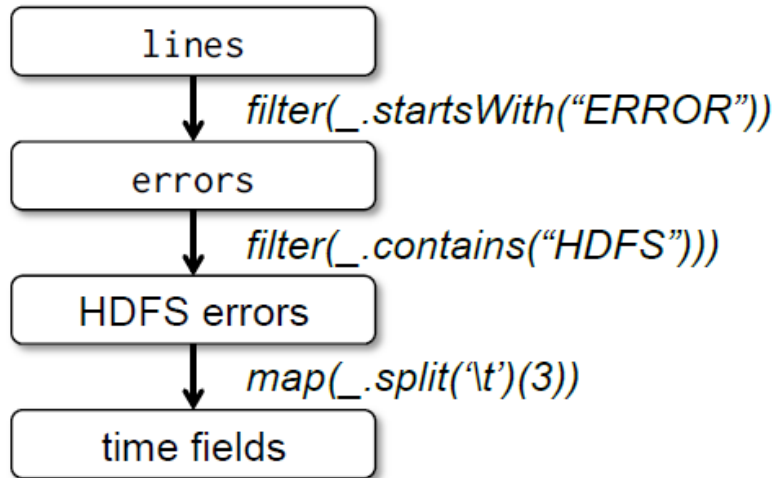 lines
filter(_.startsWith(“ERROR”))
errors
filter(_.contains(“HDFS”)))
HDFS errors
map(_.split(‘\t’)(3))
time fields